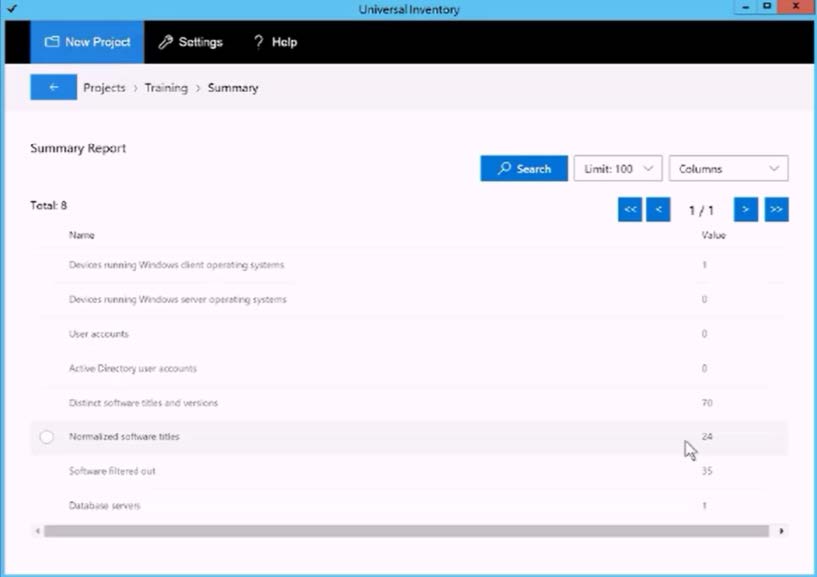 Universal Inventory
New Project Settings ? Help
Projects > Training > Summary
Summary Report
Search Limit: 100 Columns
Total: 8 << < 1 / 1 > >>
Name Value
Devices running Windows client operating systems 1
Devices running Windows server operating systems 0
User accounts 0
Active Directory user accounts 0
Distinct software titles and versions 70
Normalized software titles 24
Software filtered out 35
Database servers 1